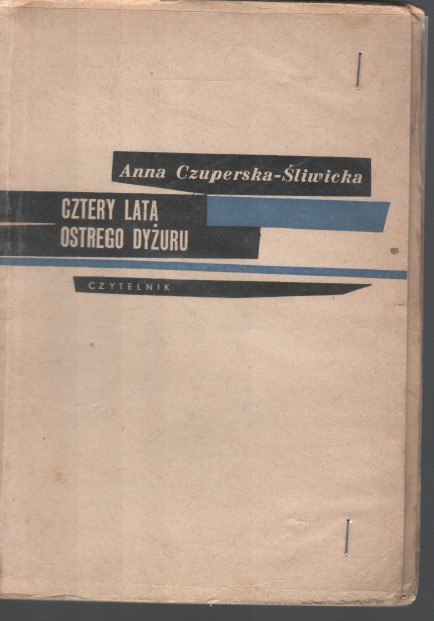 Anna Czuperska-Śliwicka
CZTERY LATA
OSTREGO DYŻURU
CZYTELNIK